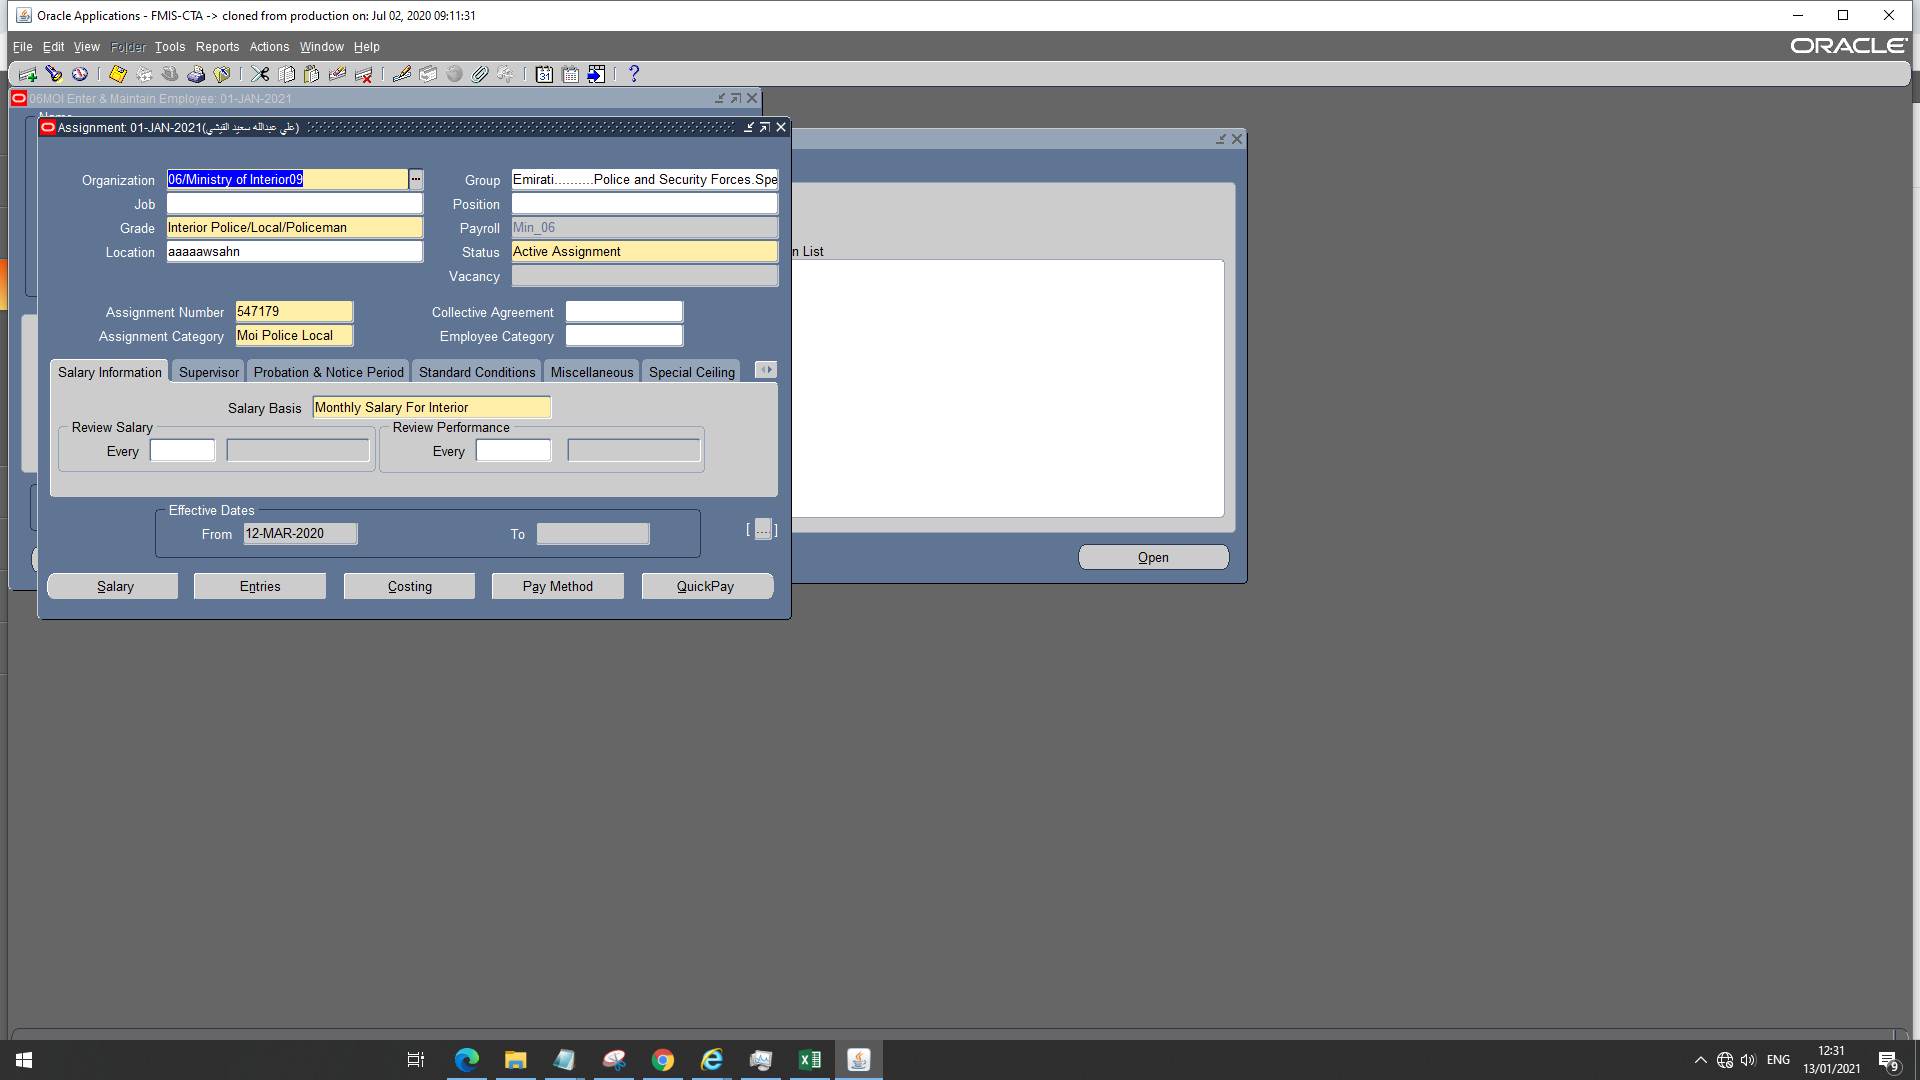 Oracle Applications - FMIS-CTA -> cloned from production on: Jul 02, 2020 09:11:31
File Edit View Folder Tools Reports Actions Window Help
ORACLE
06MOI Enter & Maintain Employee: 01-JAN-2021
Assignment: 01-JAN-2021(علي عبدالله سعيد القيشي)
Organization 06/Ministry of Interior09 Group Emirati..........Police and Security Forces.Spe
Job Position
Grade Interior Police/Local/Policeman Payroll Min_06
Location aaaaawsahn Status Active Assignment
n List
Vacancy
Assignment Number 547179 Collective Agreement
Assignment Category Moi Police Local Employee Category
Salary Information Supervisor Probation & Notice Period Standard Conditions Miscellaneous Special Ceiling
Salary Basis Monthly Salary For Interior
Review Salary Review Performance
Every Every
Effective Dates
From 12-MAR-2020 To [ .... ]
Open
Salary Entries Costing Pay Method QuickPay
ENG 12:31
13/01/2021 9